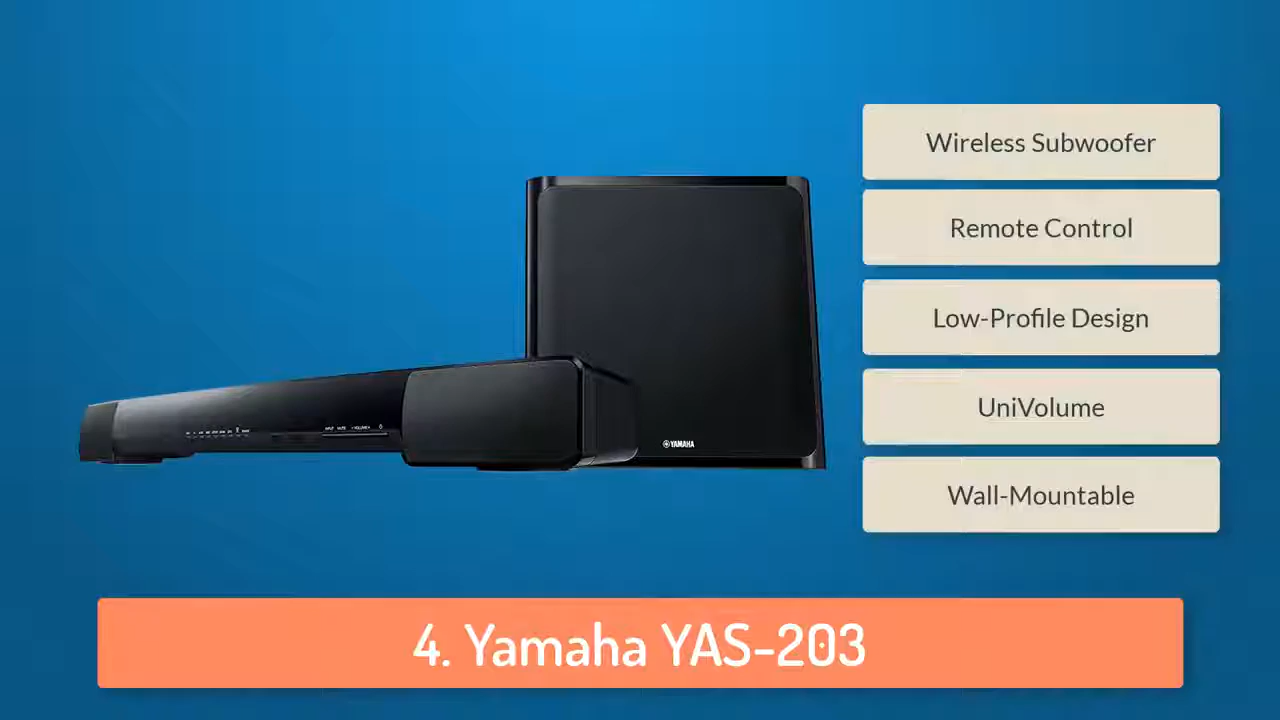 Wireless Subwoofer
Remote Control
Low-Profile Design
UniVolume
Wall-Mountable
YAMAHA
4. Yamaha YAS-203